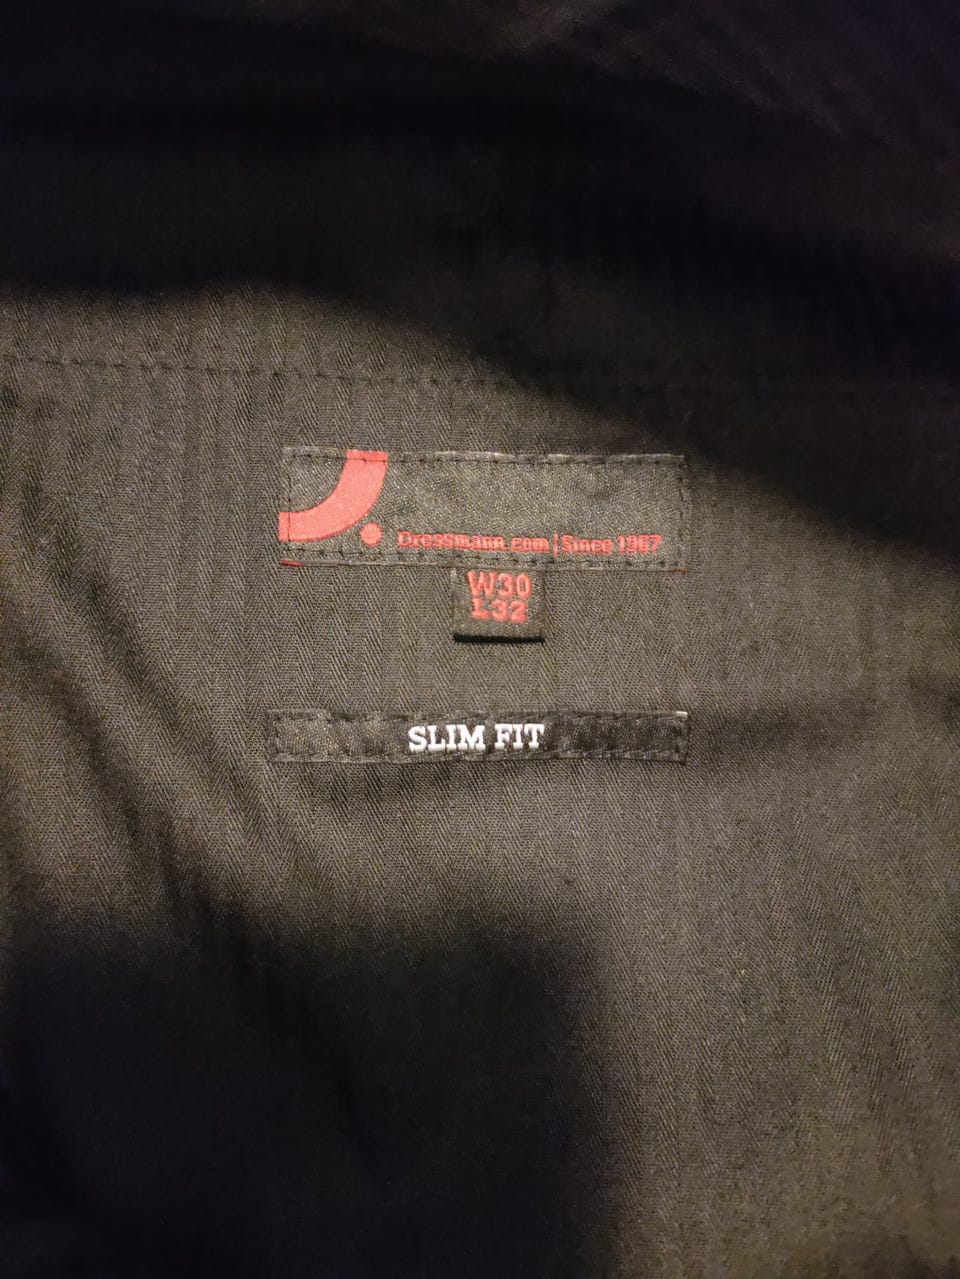 Dressmann.com | Since 1967
W30
L32
SLIM FIT